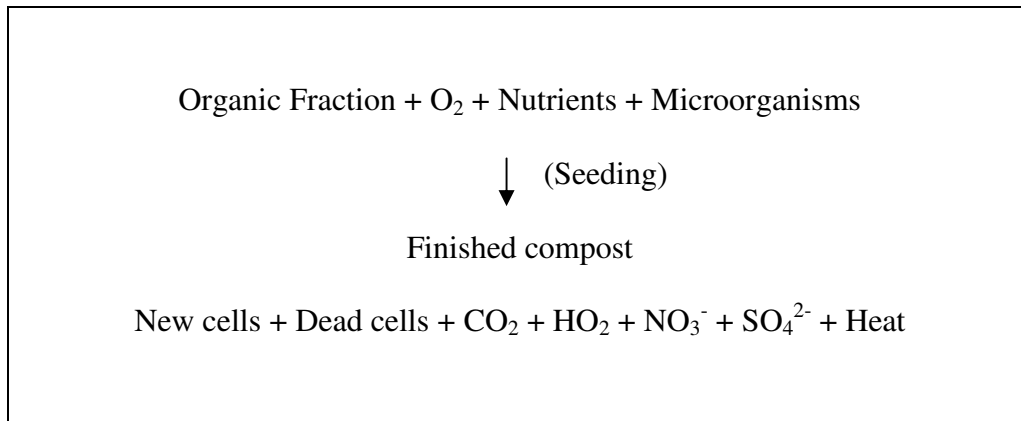 Organic Fraction + O₂ + Nutrients + Microorganisms
(Seeding)
Finished compost
New cells + Dead cells + CO₂ + HO₂ + NO₃⁻ + SO₄²⁻ + Heat